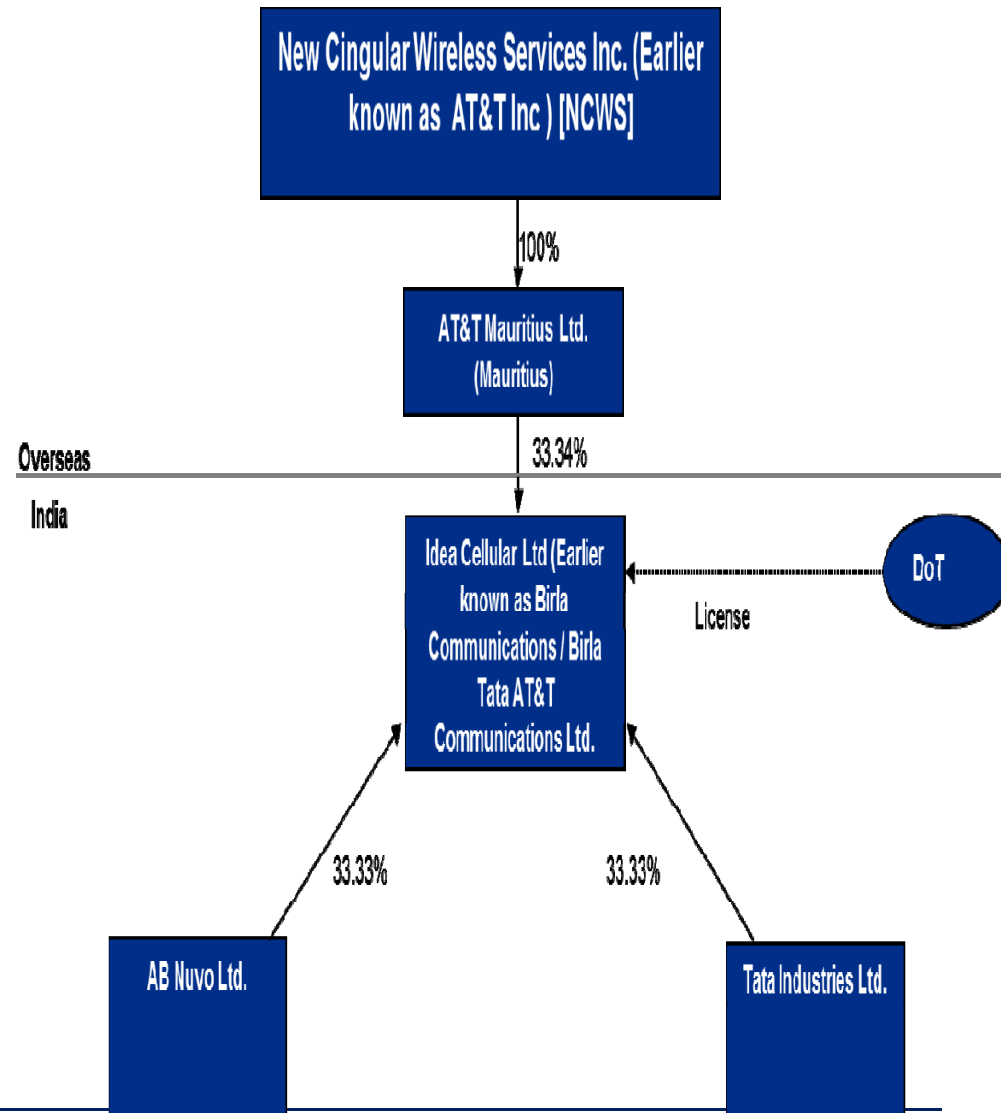 New Cingular Wireless Services Inc. (Earlier
known as AT&T Inc ) [NCWS]
100%
AT&T Mauritius Ltd.
(Mauritius)
33.34%
Overseas
India
Idea Cellular Ltd (Earlier
known as Birla
Communications / Birla
Tata AT&T
Communications Ltd.
DoT
License
33.33%
33.33%
AB Nuvo Ltd.
Tata Industries Ltd.